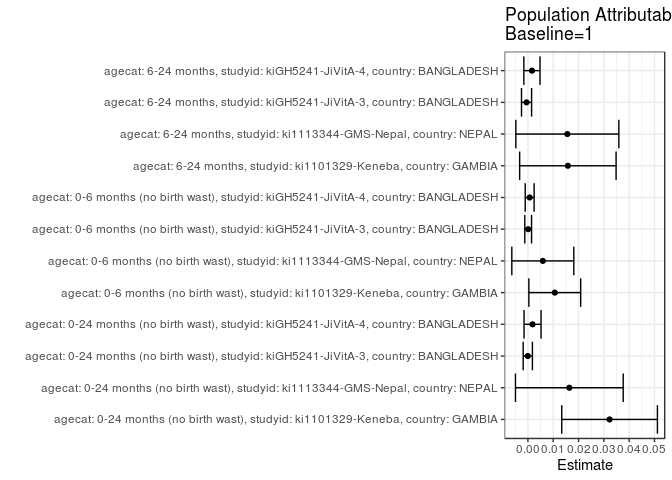 Population Attributab
Baseline=1
agecat: 6-24 months, studyid: kiGH5241-JiVitA-4, country: BANGLADESH
agecat: 6-24 months, studyid: kiGH5241-JiVitA-3, country: BANGLADESH
agecat: 6-24 months, studyid: ki1113344-GMS-Nepal, country: NEPAL
agecat: 6-24 months, studyid: ki1101329-Keneba, country: GAMBIA
agecat: 0-6 months (no birth wast), studyid: kiGH5241-JiVitA-4, country: BANGLADESH
agecat: 0-6 months (no birth wast), studyid: kiGH5241-JiVitA-3, country: BANGLADESH
agecat: 0-6 months (no birth wast), studyid: ki1113344-GMS-Nepal, country: NEPAL
agecat: 0-6 months (no birth wast), studyid: ki1101329-Keneba, country: GAMBIA
agecat: 0-24 months (no birth wast), studyid: kiGH5241-JiVitA-4, country: BANGLADESH
agecat: 0-24 months (no birth wast), studyid: kiGH5241-JiVitA-3, country: BANGLADESH
agecat: 0-24 months (no birth wast), studyid: ki1113344-GMS-Nepal, country: NEPAL
agecat: 0-24 months (no birth wast), studyid: ki1101329-Keneba, country: GAMBIA
0.00 0.01 0.02 0.03 0.04 0.05
Estimate